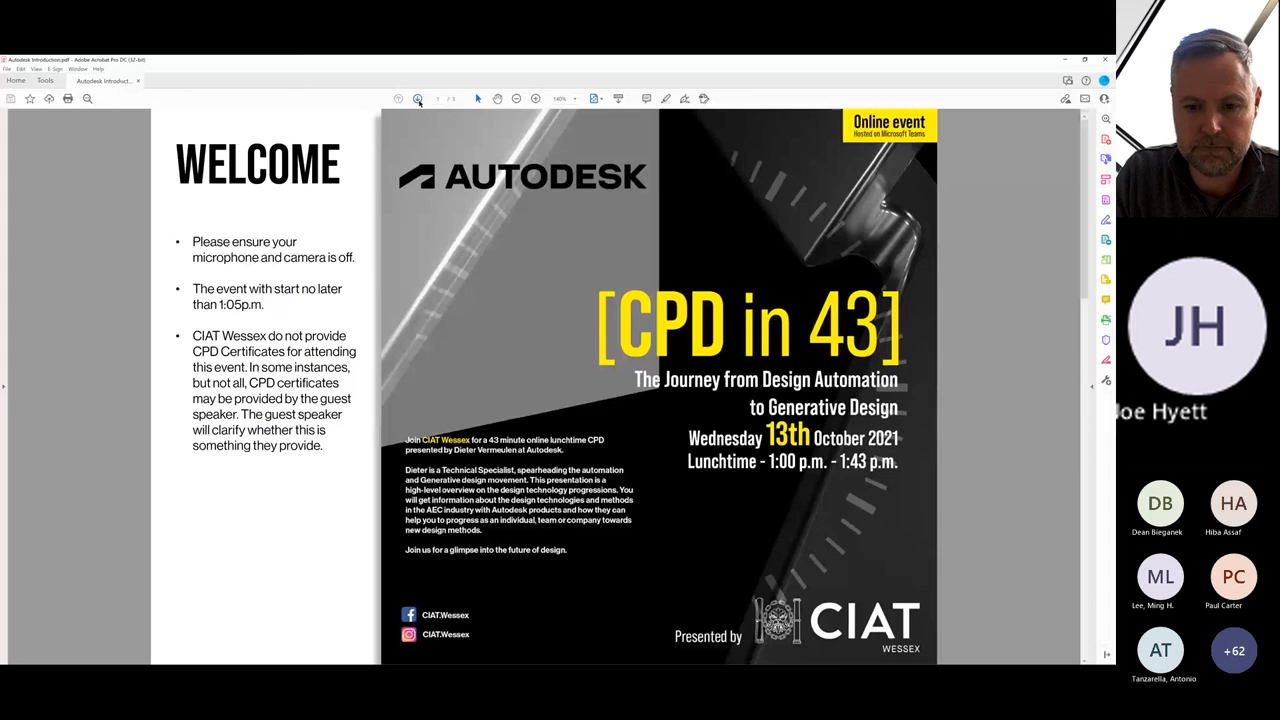 Autodesk Introduction.pdf - Adobe Acrobat Pro DC (32-bit)
File Edit View E-Sign Window Help
Home Tools Autodesk Introduct... ×
1 / 3 140%
WELCOME
• Please ensure your
microphone and camera is off.
• The event with start no later
than 1:05p.m.
• CIAT Wessex do not provide
CPD Certificates for attending
this event. In some instances,
but not all, CPD certificates
may be provided by the guest
speaker. The guest speaker
will clarify whether this is
something they provide.
Online event
Hosted on Microsoft Teams
AUTODESK
[CPD in 43]
The Journey from Design Automation
to Generative Design
Wednesday 13th October 2021
Lunchtime - 1:00 p.m. - 1:43 p.m.
Join CIAT Wessex for a 43 minute online lunchtime CPD
presented by Dieter Vermeulen at Autodesk.
Dieter is a Technical Specialist, spearheading the automation
and Generative design movement. This presentation is a
high-level overview on the design technology progressions. You
will get information about the design technologies and methods
in the AEC industry with Autodesk products and how they can
help you to progress as an individual, team or company towards
new design methods.
Join us for a glimpse into the future of design.
CIAT.Wessex
CIAT.Wessex
Presented by
CIAT
WESSEX
JH
Joe Hyett
DB HA
Dean Bieganek Hiba Assaf
ML PC
Lee, Ming H. Paul Carter
AT +62
Tanzarella, Antonio